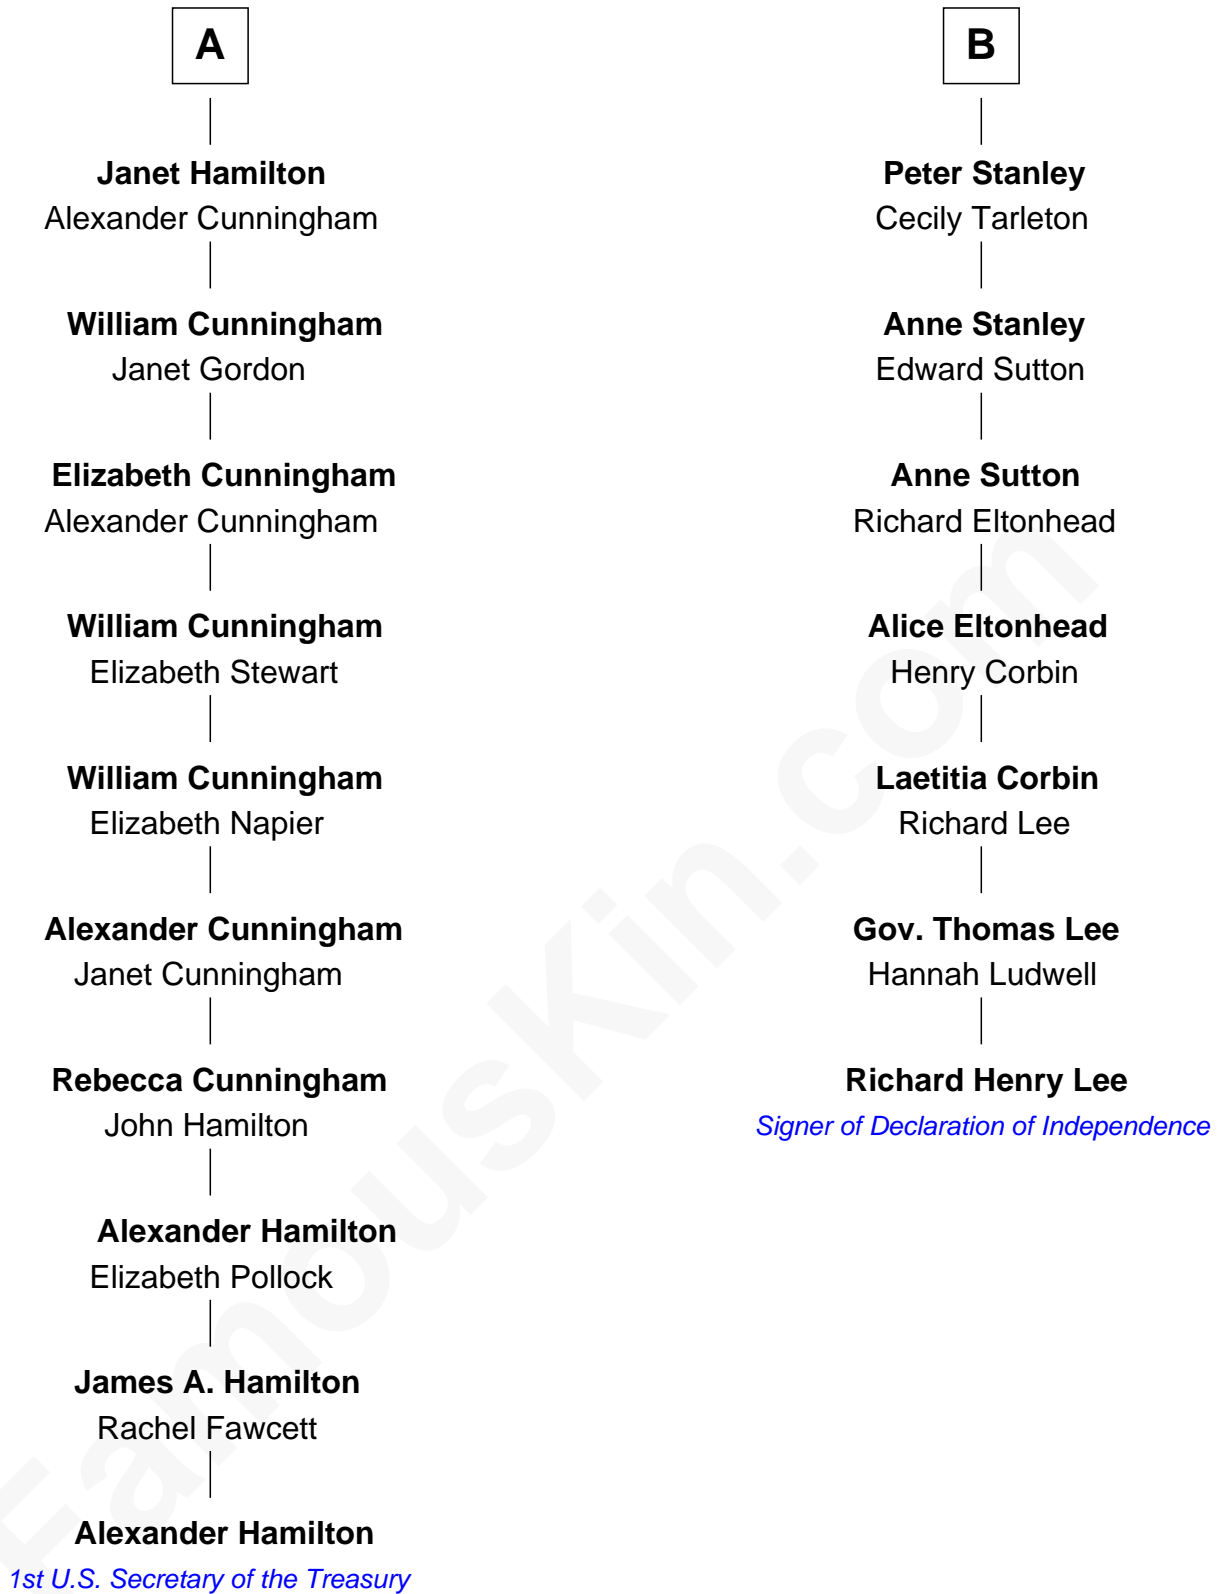 A
Janet Hamilton
Alexander Cunningham
William Cunningham
Janet Gordon
Elizabeth Cunningham
Alexander Cunningham
William Cunningham
Elizabeth Stewart
William Cunningham
Elizabeth Napier
Alexander Cunningham
Janet Cunningham
Rebecca Cunningham
John Hamilton
Alexander Hamilton
Elizabeth Pollock
James A. Hamilton
Rachel Fawcett
Alexander Hamilton
1st U.S. Secretary of the Treasury
B
Peter Stanley
Cecily Tarleton
Anne Stanley
Edward Sutton
Anne Sutton
Richard Eltonhead
Alice Eltonhead
Henry Corbin
Laetitia Corbin
Richard Lee
Gov. Thomas Lee
Hannah Ludwell
Richard Henry Lee
Signer of Declaration of Independence
FamousKin.com